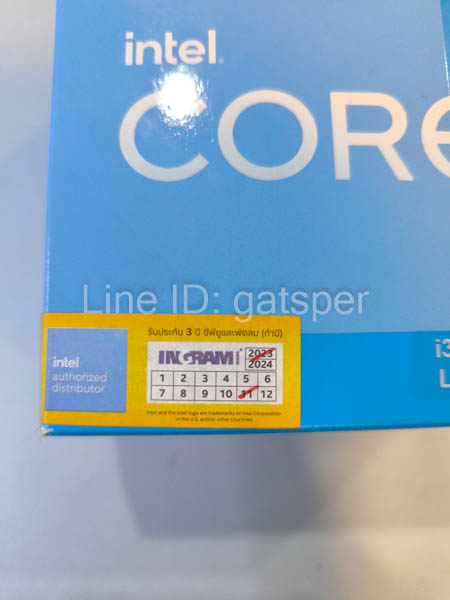 intel.
CORE
Line ID: gatsper
i3
L
รับประกัน 3 ปี ซีพียูและพัดลม (ถ้ามี)
intel
authorized
distributor
INGRAM
2023
2024
1 2 3 4 5 6
7 8 9 10 11 12
Intel and the Intel logo are trademarks of Intel Corporation
in the U.S. and/or other countries.